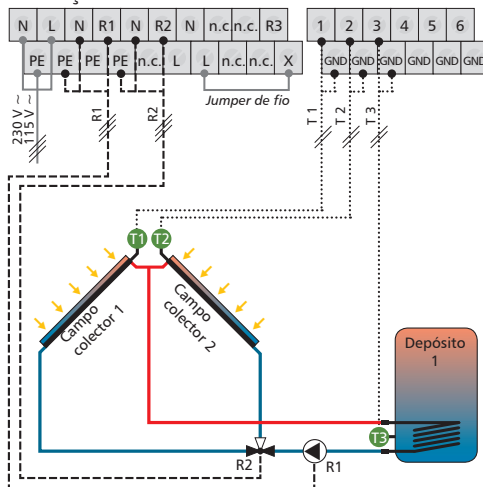 N L N R1 N R2 N n.c. n.c. R3
PE PE PE PE n.c. L L n.c. n.c. X
1 2 3 4 5 6
GND GND GND GND GND GND
Jumper de fio
230 V ~
115 V ~
R1
R2
T 1
T 2
T 3
T1 T2
Campo
colector 1
Campo
colector 2
Depósito
1
T3
R2
R1